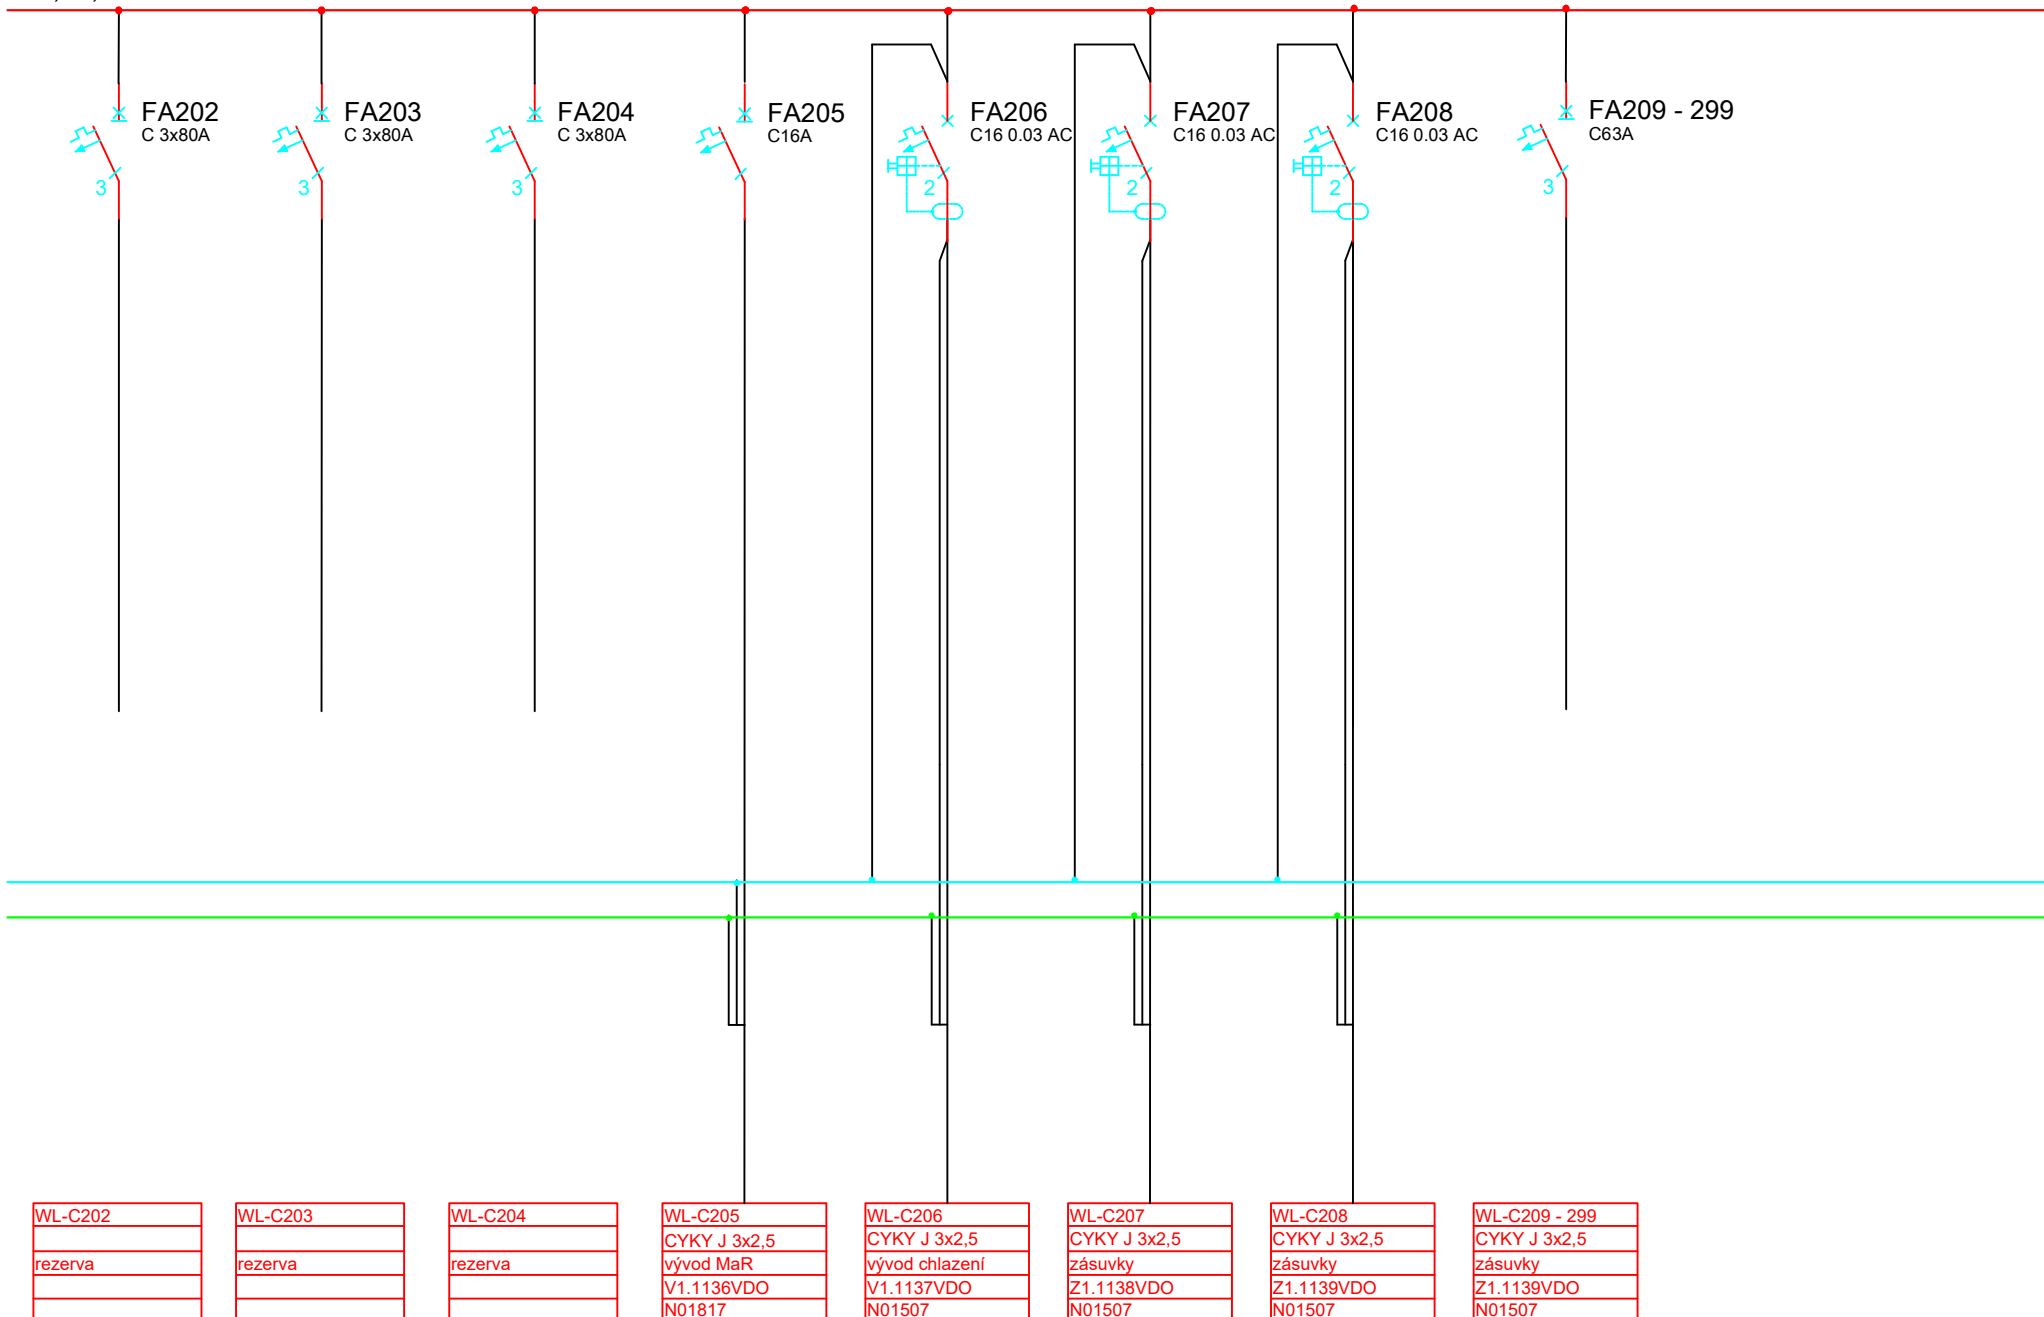 FA202
C 3x80A
3
FA203
C 3x80A
3
FA204
C 3x80A
3
FA205
C16A
FA206
C16 0.03 AC
2
FA207
C16 0.03 AC
2
FA208
C16 0.03 AC
2
FA209 - 299
C63A
3
WL-C202
rezerva
WL-C203
rezerva
WL-C204
rezerva
WL-C205
CYKY J 3x2,5
vývod MaR
V1.1136VDO
N01817
WL-C206
CYKY J 3x2,5
vývod chlazení
V1.1137VDO
N01507
WL-C207
CYKY J 3x2,5
zásuvky
Z1.1138VDO
N01507
WL-C208
CYKY J 3x2,5
zásuvky
Z1.1139VDO
N01507
WL-C209 - 299
CYKY J 3x2,5
zásuvky
Z1.1139VDO
N01507